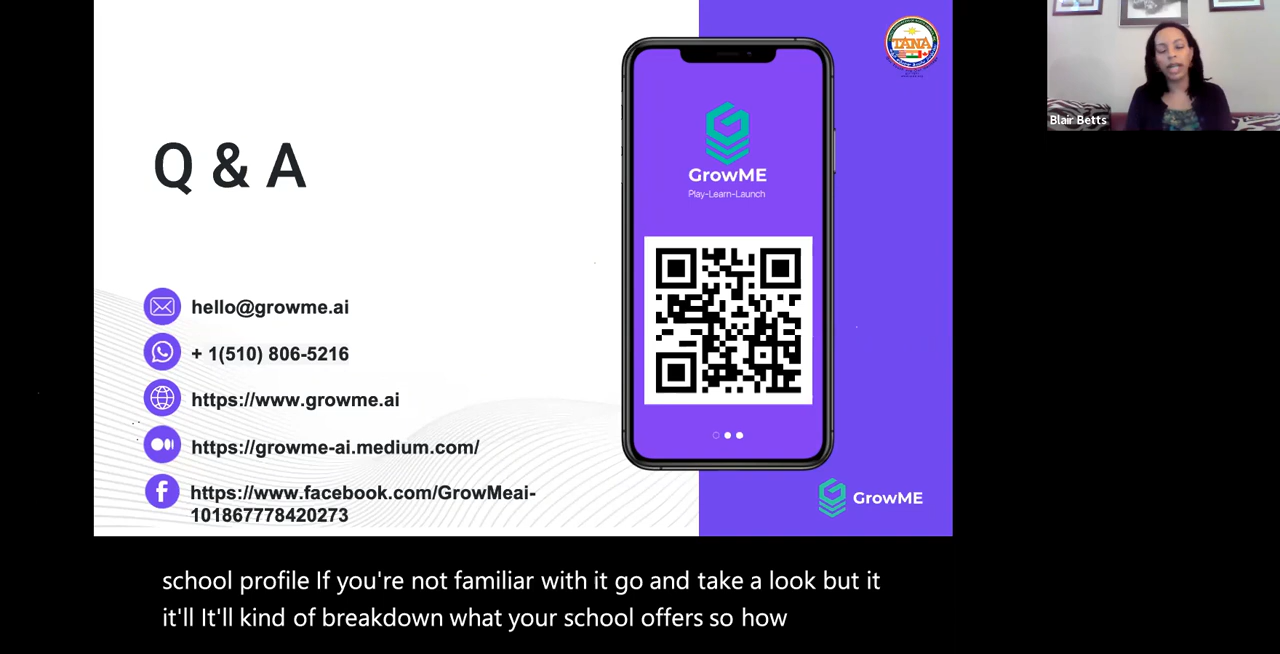 TANA
Blair Betts
Q & A
GrowME
Play-Learn-Launch
hello@growme.ai
+ 1(510) 806-5216
https://www.growme.ai
https://growme-ai.medium.com/
https://www.facebook.com/GrowMeai-
101867778420273
GrowME
school profile If you're not familiar with it go and take a look but it
it'll It'll kind of breakdown what your school offers so how